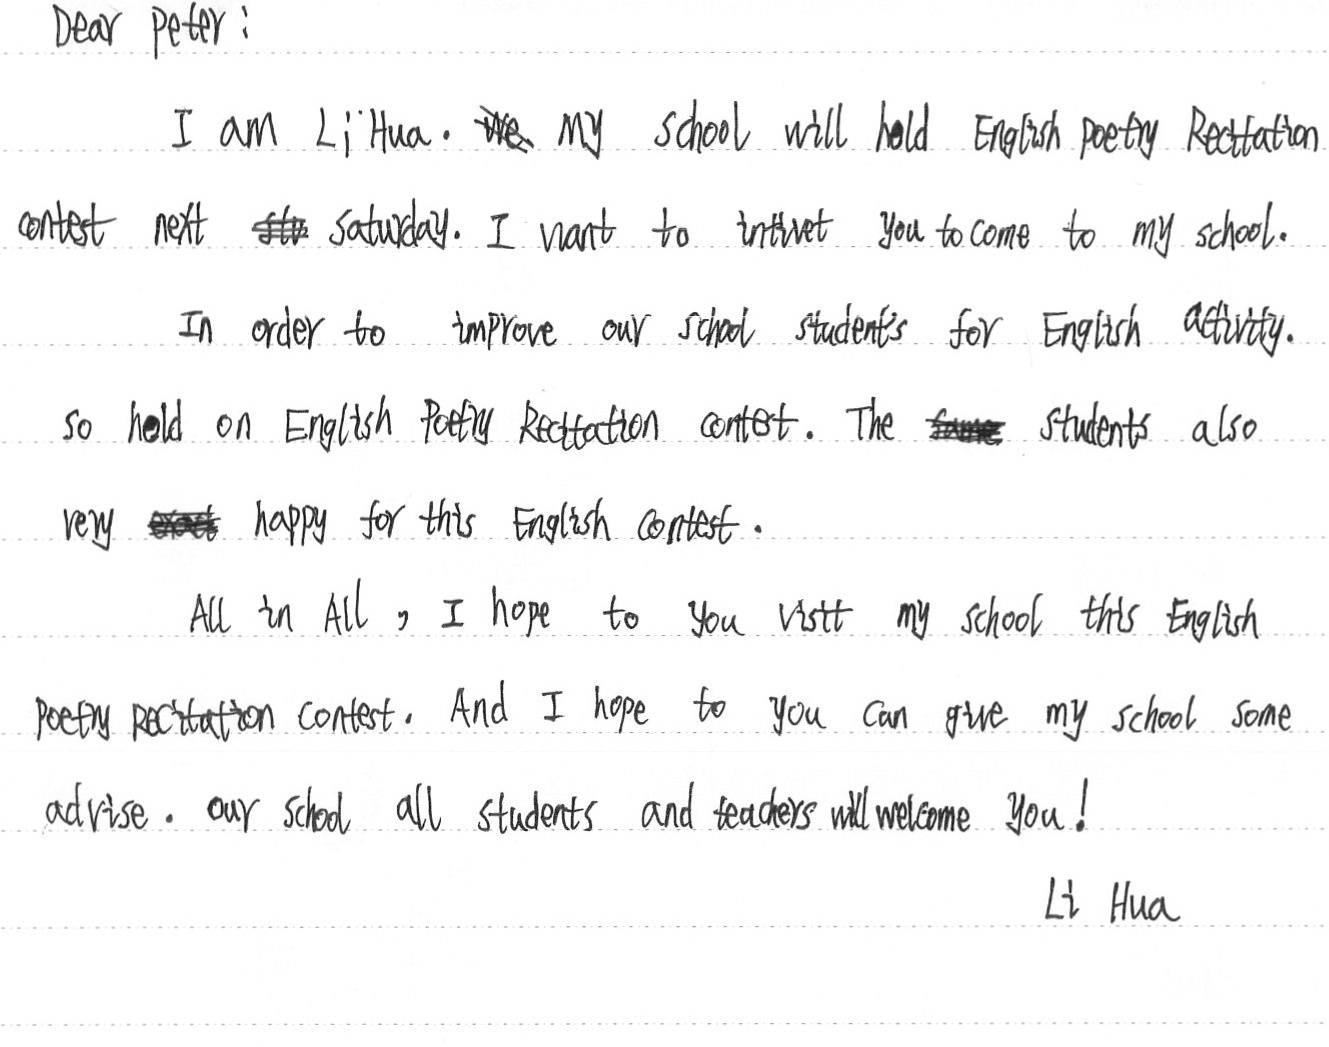 Dear Peter:
I am Li Hua. My school will hold English poetry Recitation
contest next saturday. I want to intivet you to come to my school.
In order to improve our school student's for English activity.
so hold on English Poetry Recitation contest. The students also
very happy for this English contest.
All in All, I hope to you visit my school this English
Poetry Recitation contest. And I hope to you can give my school some
advise. our school all students and teachers will welcome you!
Li Hua